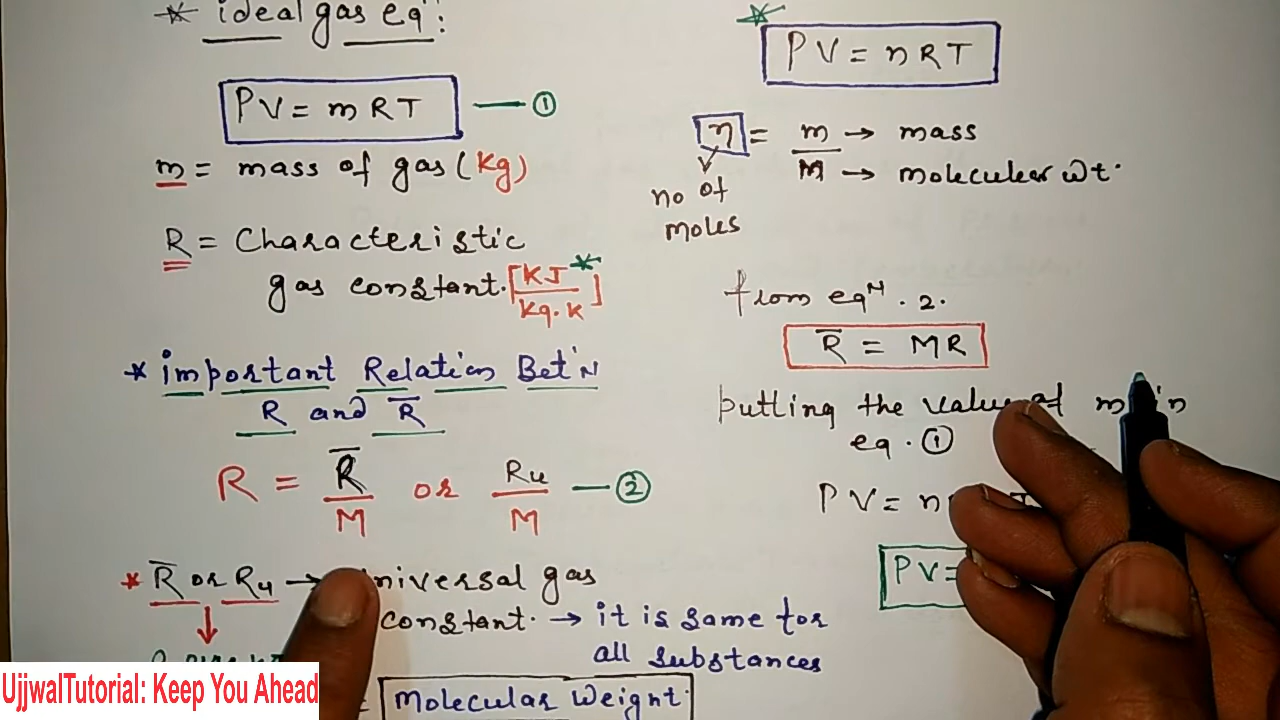 * ideal gas eqⁿ:
PV = mRT — ①
m = mass of gas (Kg)
R = Characteristic
gas constant. [KJ/Kg.K] *
* important Relation Bet'n
R and R̅
R = R̅/M or Ru/M — ②
* R̅ or Ru → universal gas
constant. → it is same for
all substances
= Molecular Weight.
*
PV = nRT
n = m/M → mass
→ moleculer wt.
no of
moles
from eqᴺ. 2.
R̅ = MR
putting the value of m in
eq. ①
PV = n
PV =
UjjwalTutorial: Keep You Ahead